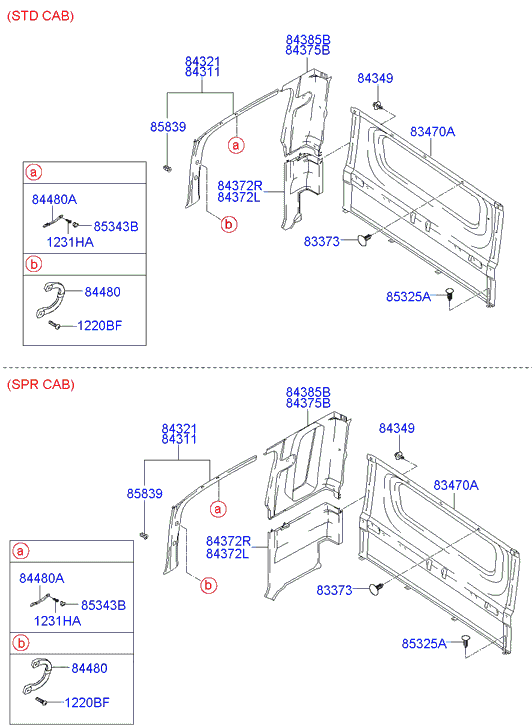 (STD CAB)
84385B
84375B
84321
84311
84349
85839
83470A
a
a
84372R
84372L
84480A
85343B
1231HA
b
83373
b
84480
85325A
1220BF
(SPR CAB)
84385B
84375B
84321
84311
84349
85839
83470A
a
84372R
84372L
a
84480A
85343B
1231HA
b
83373
b
85325A
84480
1220BF